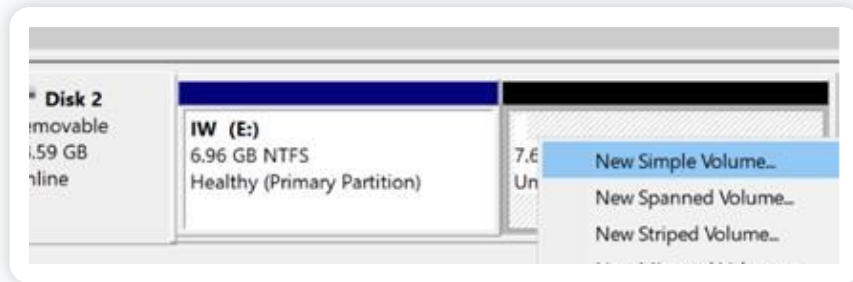 Disk 2
emovable
.59 GB
nline
IW (E:)
6.96 GB NTFS
Healthy (Primary Partition)
7.6
Un
New Simple Volume...
New Spanned Volume...
New Striped Volume...